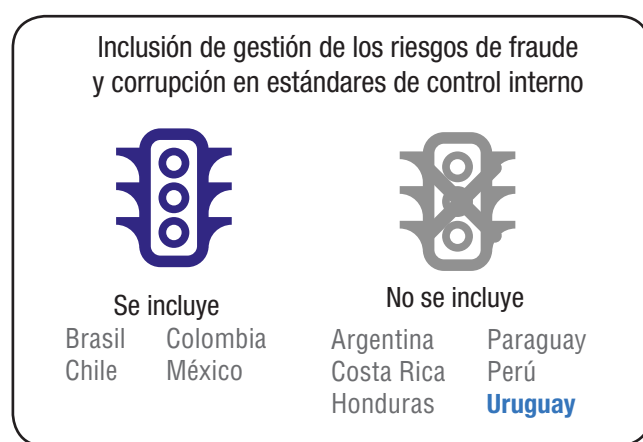 Inclusión de gestión de los riesgos de fraude
y corrupción en estándares de control interno
Se incluye
Brasil Colombia
Chile México
No se incluye
Argentina Paraguay
Costa Rica Perú
Honduras Uruguay